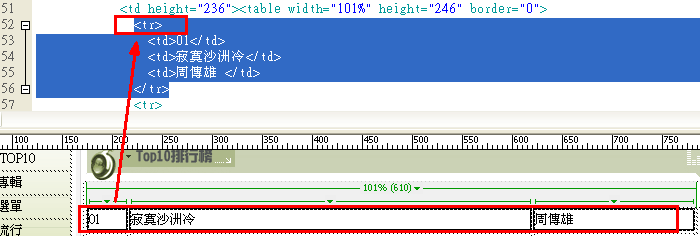 51 <td height="236"><table width="101%" height="246" border="0">
52 <tr>
53 <td>01</td>
54 <td>寂寞沙洲冷</td>
55 <td>周傳雄 </td>
56 </tr>
57 <tr>
100 150 200 250 300 350 400 450 500 550 600 650 700 750
TOP10
Top10排行榜
專輯
101% (610)
選單
01 寂寞沙洲冷 周傳雄
流行